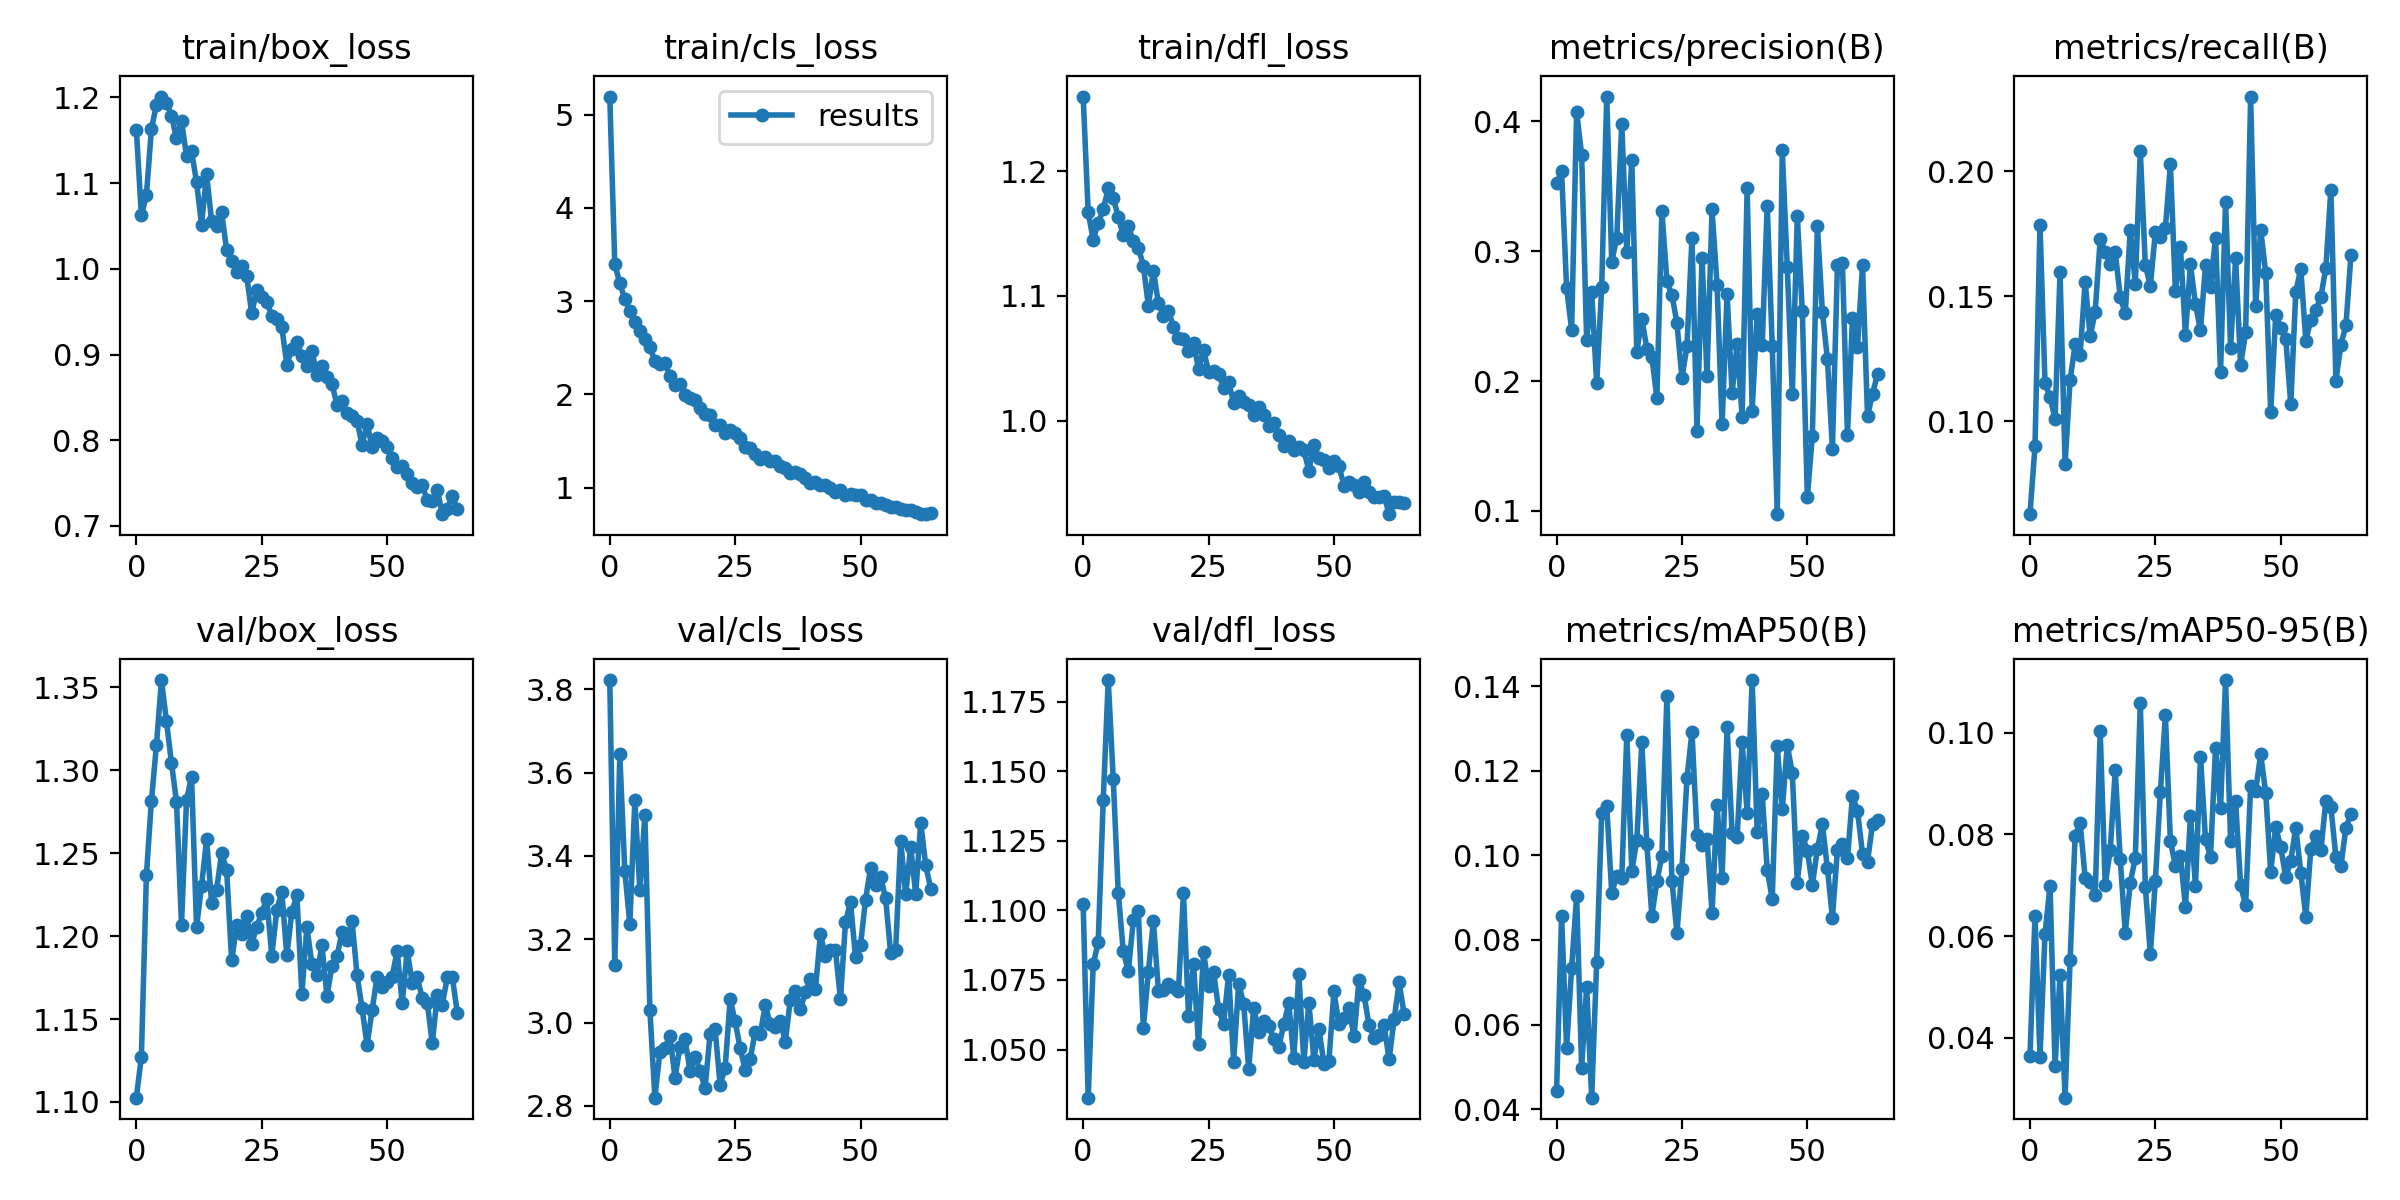 train/box_loss
1.2
1.1
1.0
0.9
0.8
0.7
0 25 50
train/cls_loss
results
5
4
3
2
1
0 25 50
train/dfl_loss
1.2
1.1
1.0
0 25 50
metrics/precision(B)
0.4
0.3
0.2
0.1
0 25 50
metrics/recall(B)
0.20
0.15
0.10
0 25 50
val/box_loss
1.35
1.30
1.25
1.20
1.15
1.10
0 25 50
val/cls_loss
3.8
3.6
3.4
3.2
3.0
2.8
0 25 50
val/dfl_loss
1.175
1.150
1.125
1.100
1.075
1.050
0 25 50
metrics/mAP50(B)
0.14
0.12
0.10
0.08
0.06
0.04
0 25 50
metrics/mAP50-95(B)
0.10
0.08
0.06
0.04
0 25 50